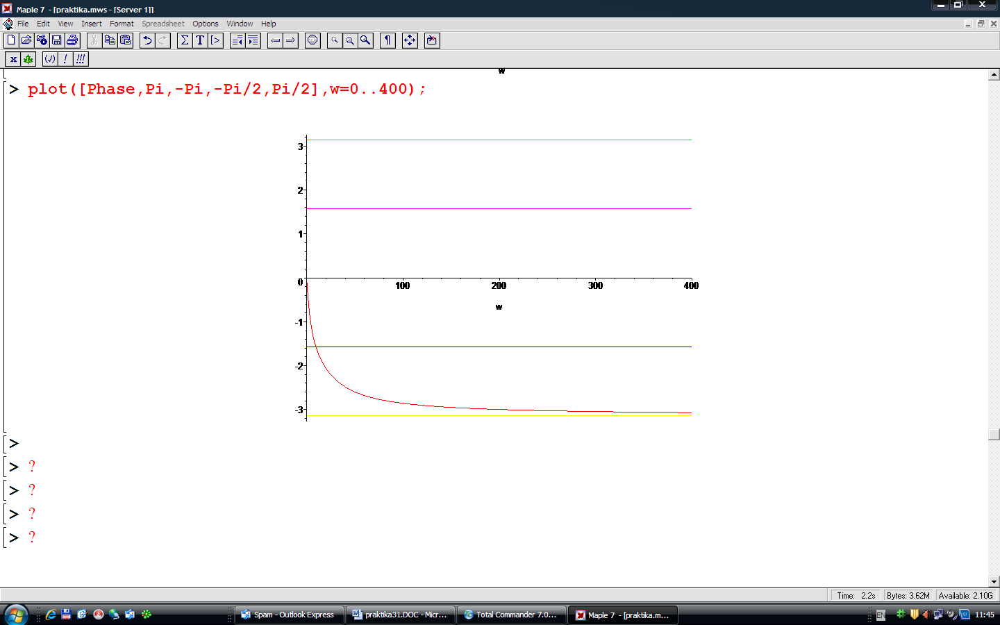 Maple 7 - [praktika.mws - [Server 1]]
File Edit View Insert Format Spreadsheet Options Window Help
Σ T [>
¶
x (√) ! !!!
w
> plot([Phase,Pi,-Pi,-Pi/2,Pi/2],w=0..400);
3
2
1
0
100 200 300 400
w
-1
-2
-3
>
> ?
> ?
> ?
> ?
Time: 2.2s Bytes: 3.62M Available: 2.10G
Spam - Outlook Express praktika31.DOC - Micr... Total Commander 7.0... Maple 7 - [praktika.m... EN 11:45